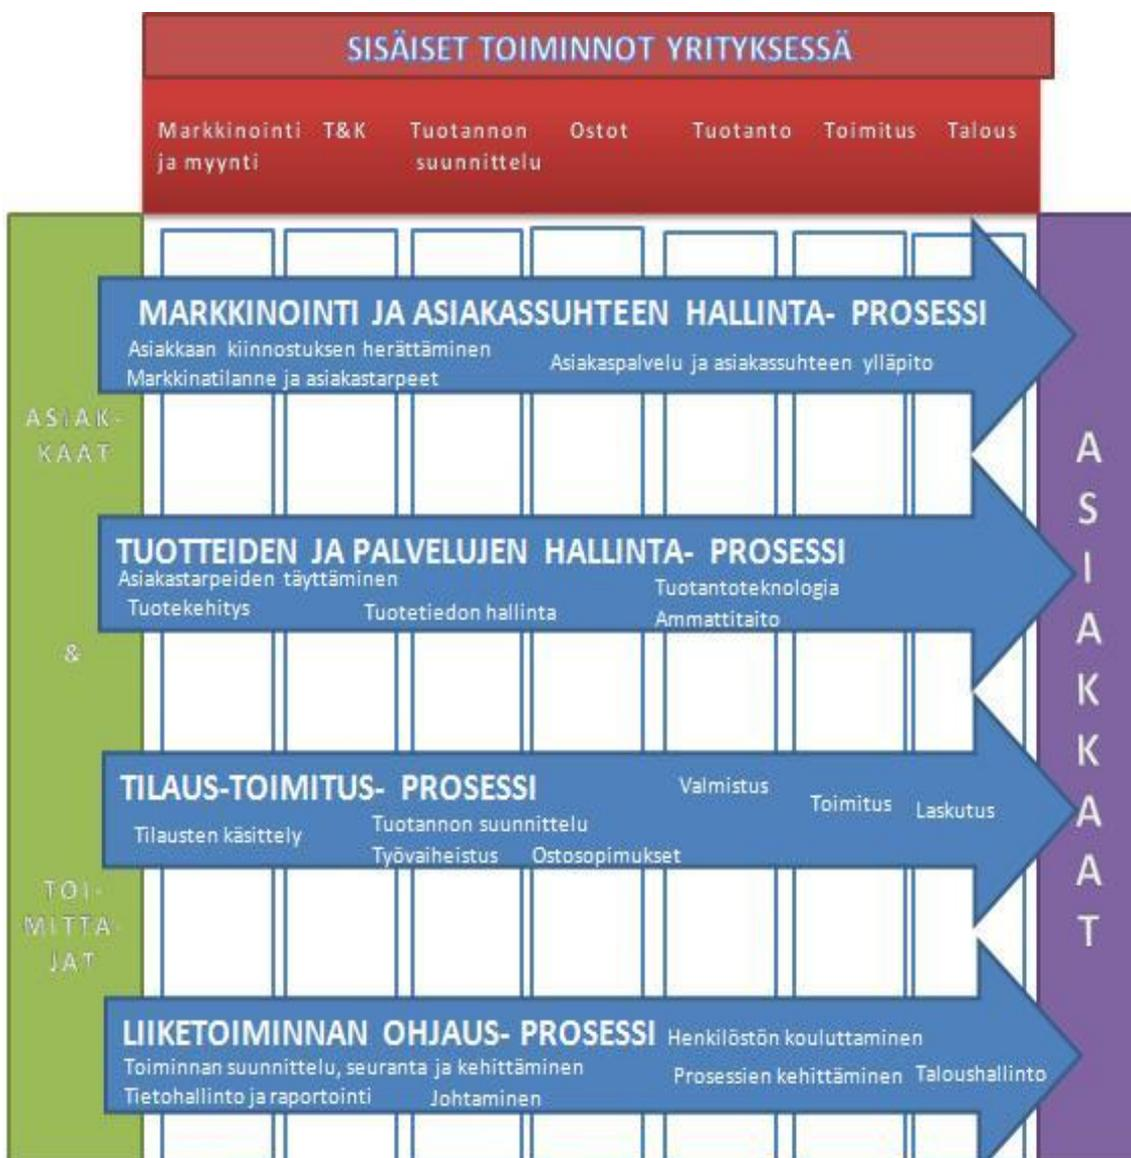 SISÄISET TOIMINNOT YRITYKSESSÄ
Markkinointi ja myynti
T&K
Tuotannon suunnittelu
Ostot
Tuotanto
Toimitus
Talous
ASIAK-
KAAT
&
TOI-
MITTA-
JAT
MARKKINOINTI JA ASIAKASSUHTEEN HALLINTA- PROSESSI
Asiakkaan kiinnostuksen herättäminen
Markkinatilanne ja asiakastarpeet
Asiakaspalvelu ja asiakassuhteen ylläpito
TUOTTEIDEN JA PALVELUJEN HALLINTA- PROSESSI
Asiakastarpeiden täyttäminen
Tuotekehitys
Tuotetiedon hallinta
Tuotantoteknologia
Ammattitaito
TILAUS-TOIMITUS- PROSESSI
Tilausten käsittely
Tuotannon suunnittelu
Työvaiheistus
Ostosopimukset
Valmistus
Toimitus
Laskutus
LIIKETOIMINNAN OHJAUS- PROSESSI
Toiminnan suunnittelu, seuranta ja kehittäminen
Tietohallinto ja raportointi
Johtaminen
Henkilöstön kouluttaminen
Prosessien kehittäminen
Taloushallinto
ASIAKKAAT